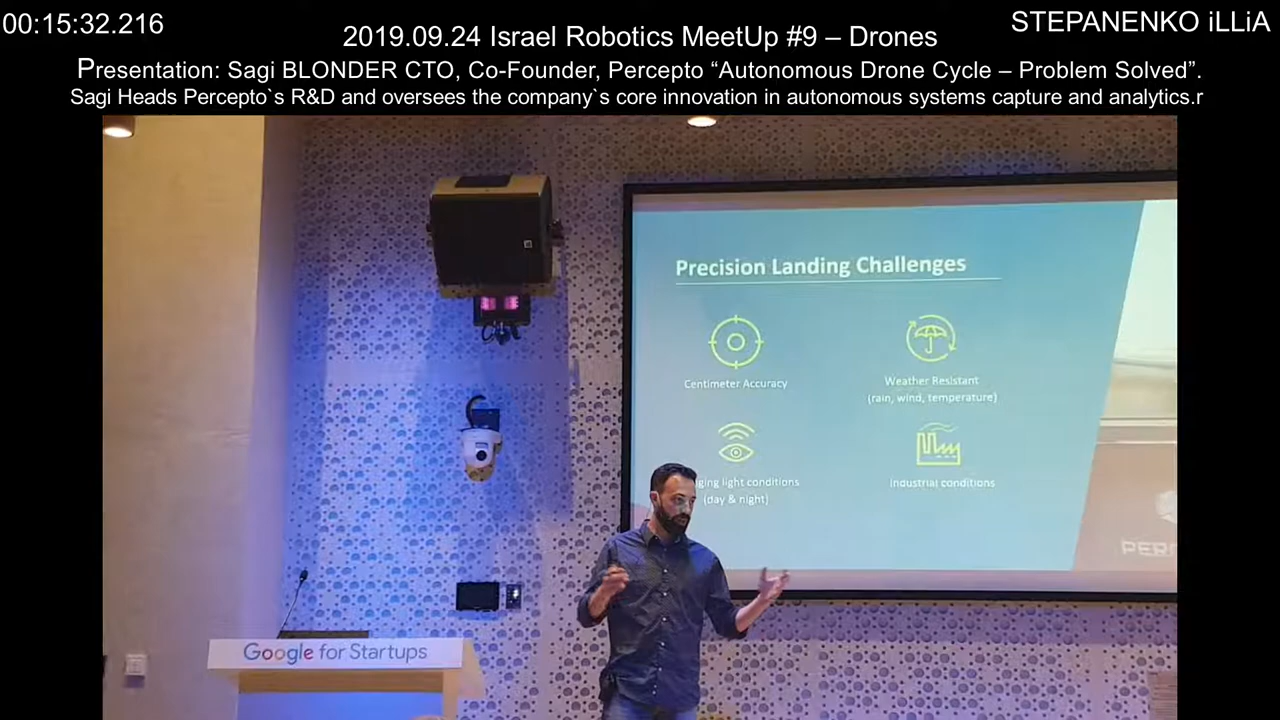 00:15:32.216
STEPANENKO iLLiA
2019.09.24 Israel Robotics MeetUp #9 – Drones
Presentation: Sagi BLONDER CTO, Co-Founder, Percepto “Autonomous Drone Cycle – Problem Solved”.
Sagi Heads Percepto`s R&D and oversees the company`s core innovation in autonomous systems capture and analytics.r
Precision Landing Challenges
Centimeter Accuracy
Weather Resistant
(rain, wind, temperature)
light conditions
(day & night)
Industrial conditions
Google for Startups